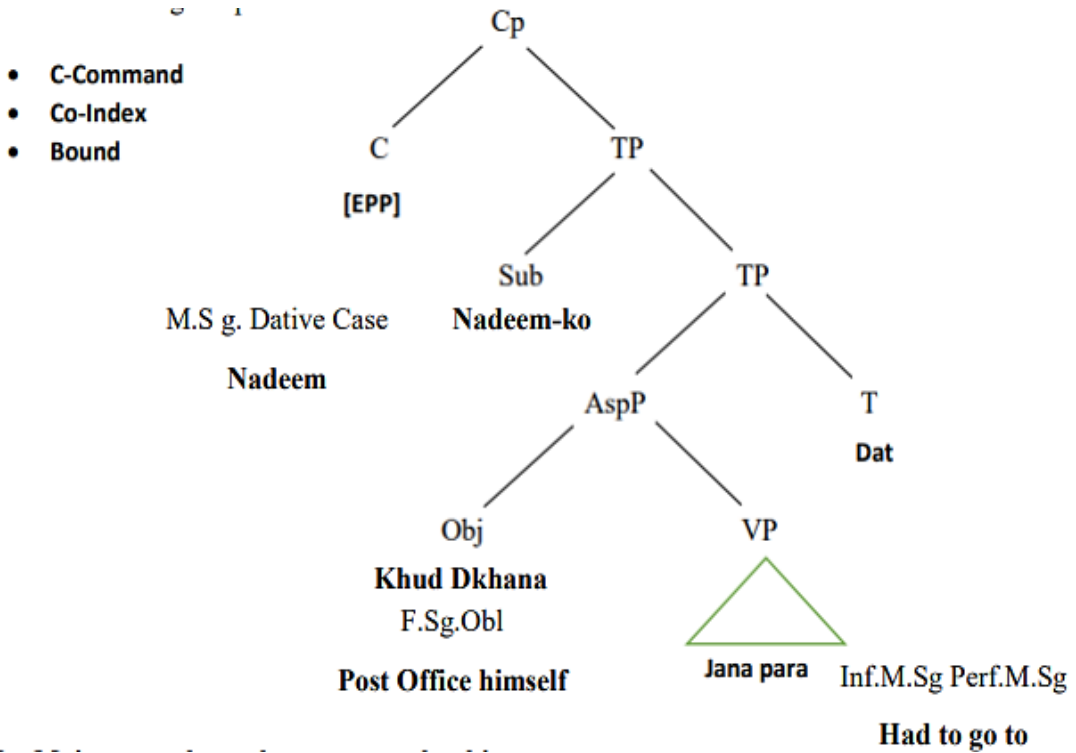 Cp
• C-Command
• Co-Index
• Bound
C
TP
[EPP]
Sub
TP
M.S g. Dative Case
Nadeem-ko
Nadeem
AspP
T
Dat
Obj
VP
Khud Dkhana
F.Sg.Obl
Jana para
Inf.M.Sg Perf.M.Sg
Post Office himself
Had to go to